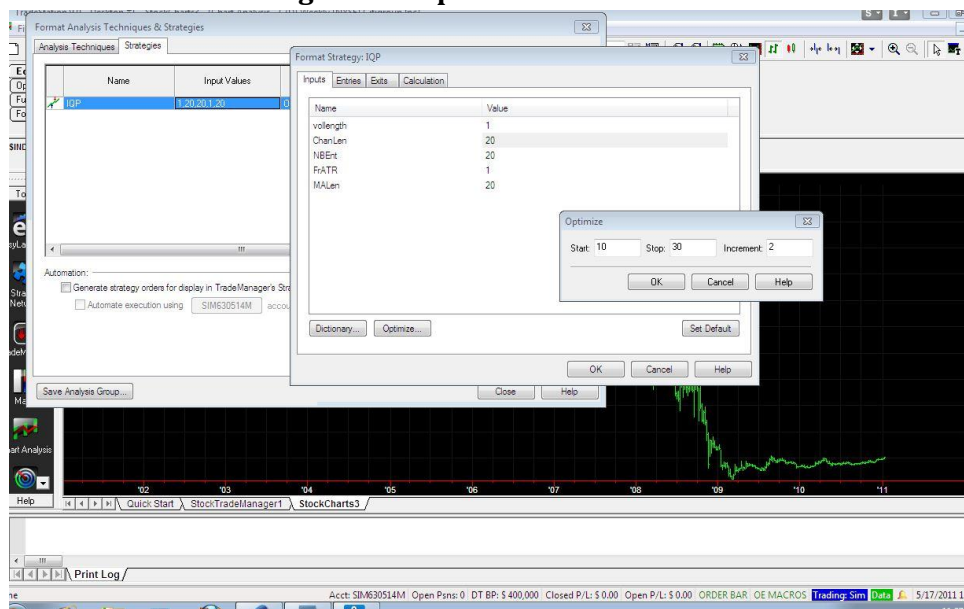 Format Analysis Techniques & Strategies
Analysis Techniques Strategies
Name Input Values
IQP 1,20,20,1,20
Automation:
Generate strategy orders for display in TradeManager's Stra
Automate execution using SIM630514M accou
Save Analysis Group... Close Help
Format Strategy: IQP
Inputs Entries Exits Calculation
Name Value
vollength 1
ChanLen 20
NBEnt 20
FrATR 1
MALen 20
Dictionary... Optimize... Set Default
OK Cancel Help
Optimize
Start: 10 Stop: 30 Increment: 2
OK Cancel Help
art Analysis
'02 '03 '04 '05 '06 '07 '08 '09 '10 '11
Help Quick Start StockTradeManager1 StockCharts3
Print Log
Acct: SIM630514M Open Psns: 0 DT BP: $ 400,000 Closed P/L: $ 0.00 Open P/L: $ 0.00 ORDER BAR OE MACROS Trading: Sim Data 5/17/2011 1